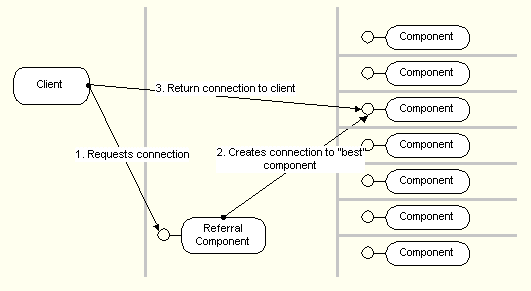 Component
Component
Client
3. Return connection to client
Component
1. Requests connection
2. Creates connection to "best"
component
Component
Component
Component
Referral
Component
Component